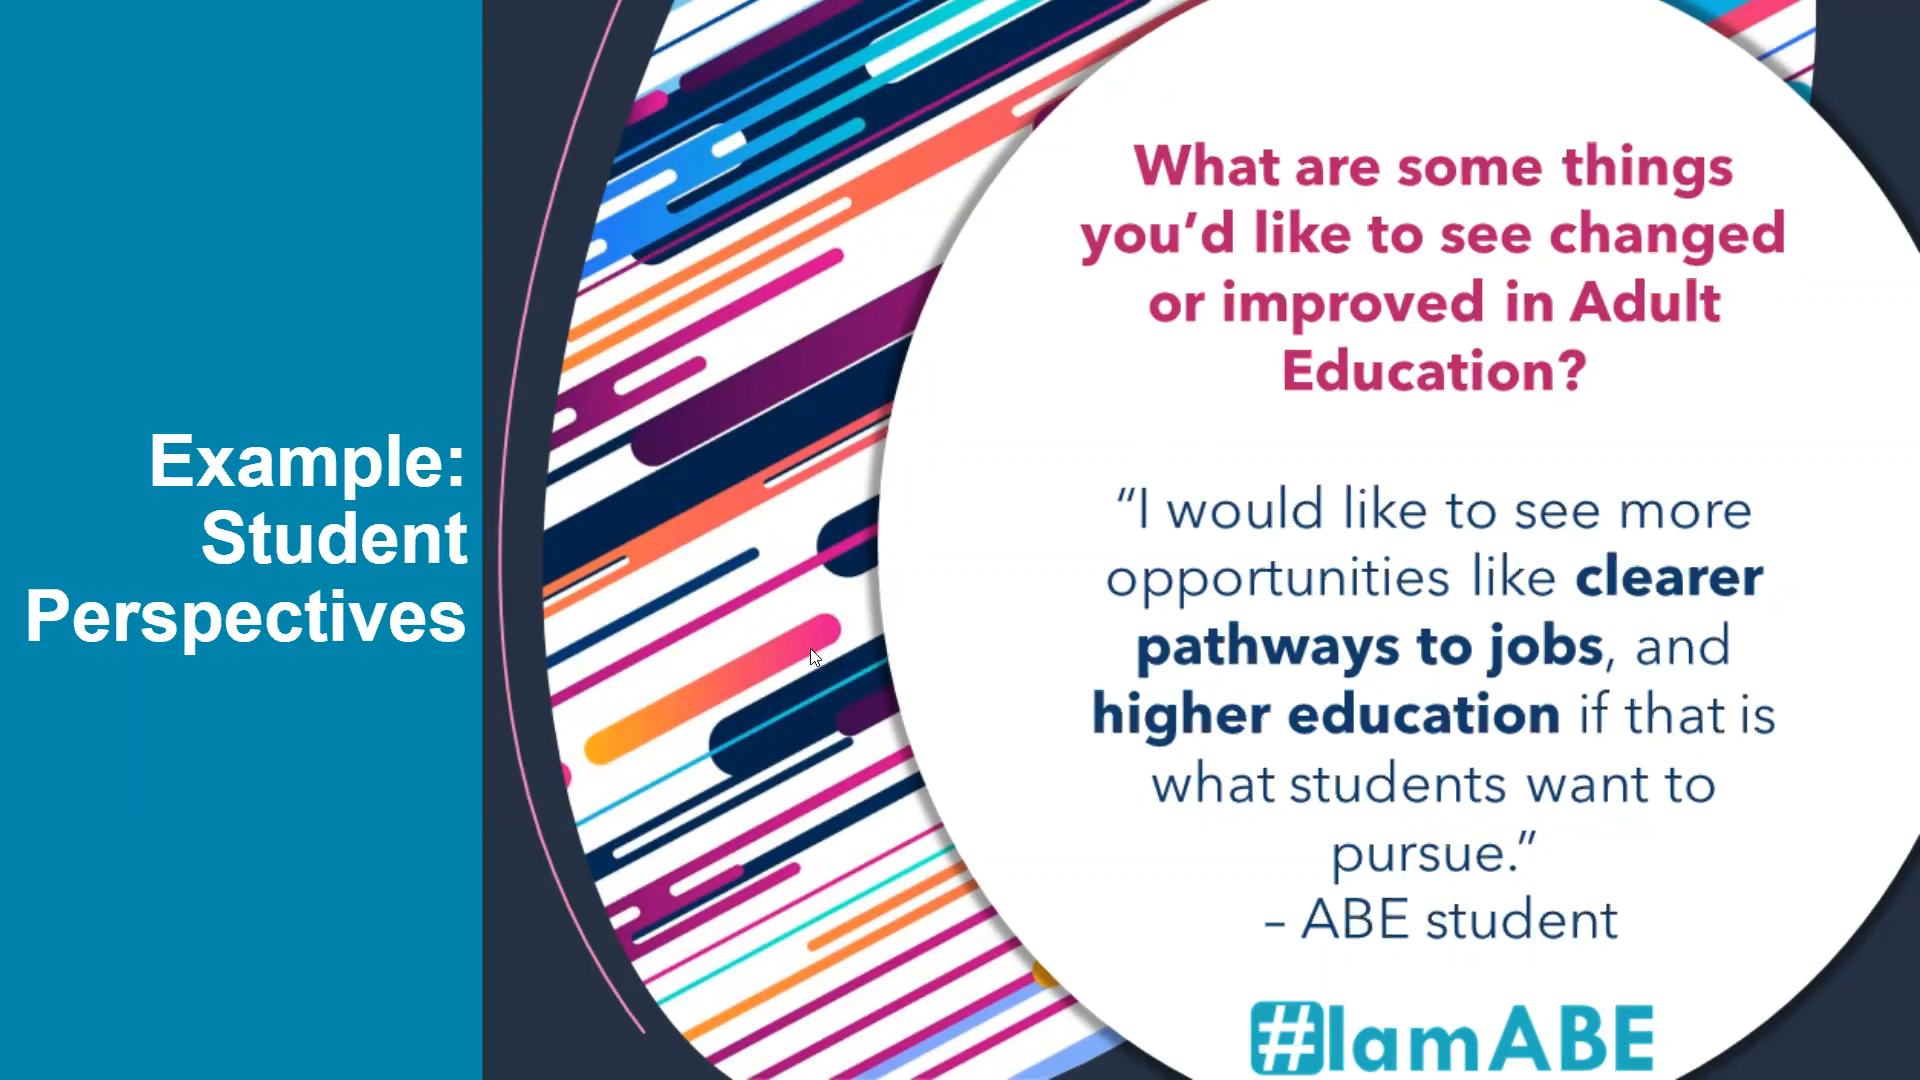 Example:
Student
Perspectives
What are some things
you’d like to see changed
or improved in Adult
Education?
“I would like to see more
opportunities like clearer
pathways to jobs, and
higher education if that is
what students want to
pursue.”
– ABE student
#IamABE